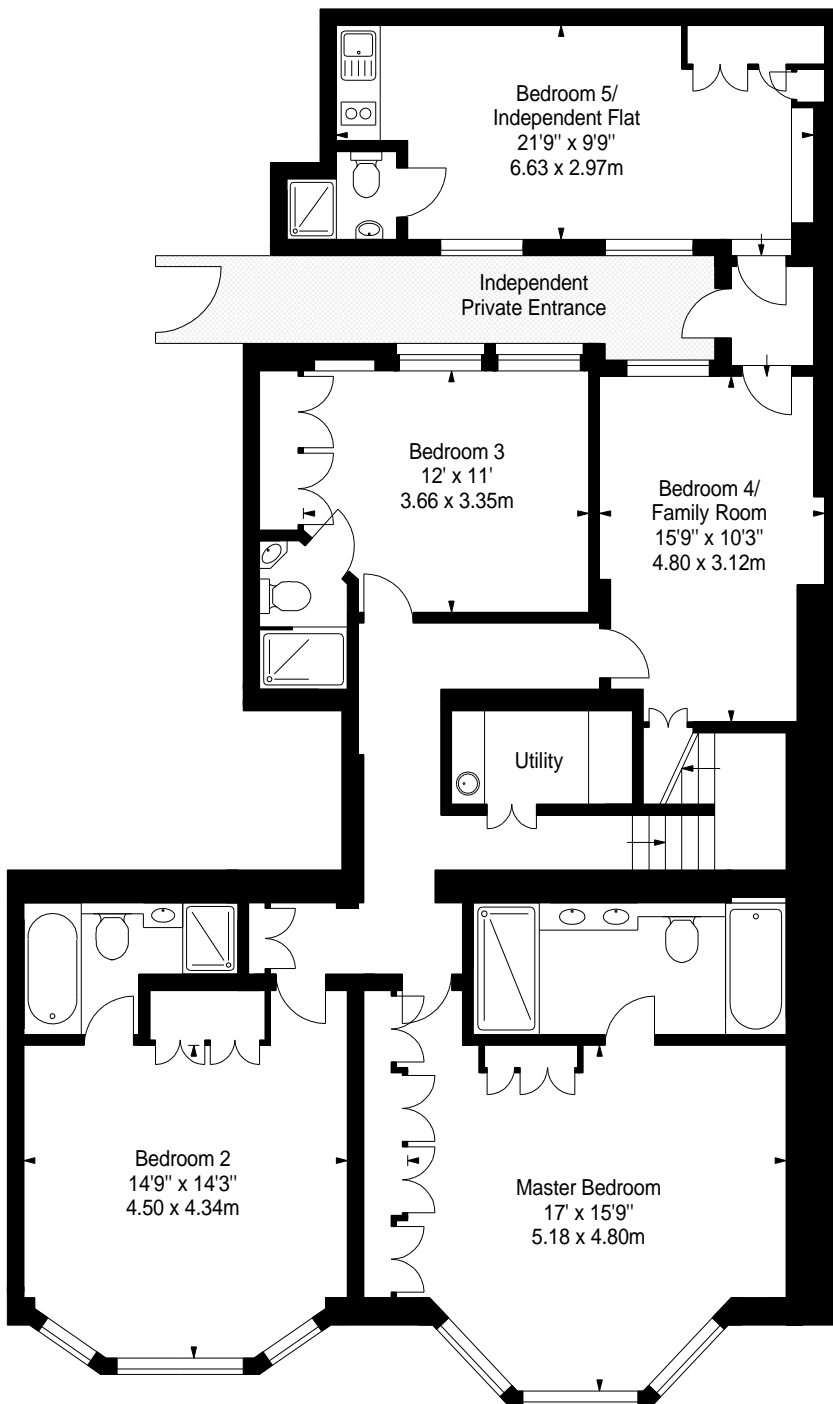 Bedroom 5/
Independent Flat
21'9" x 9'9"
6.63 x 2.97m
Independent
Private Entrance
Bedroom 3
12' x 11'
3.66 x 3.35m
Bedroom 4/
Family Room
15'9" x 10'3"
4.80 x 3.12m
Utility
Bedroom 2
14'9" x 14'3"
4.50 x 4.34m
Master Bedroom
17' x 15'9"
5.18 x 4.80m